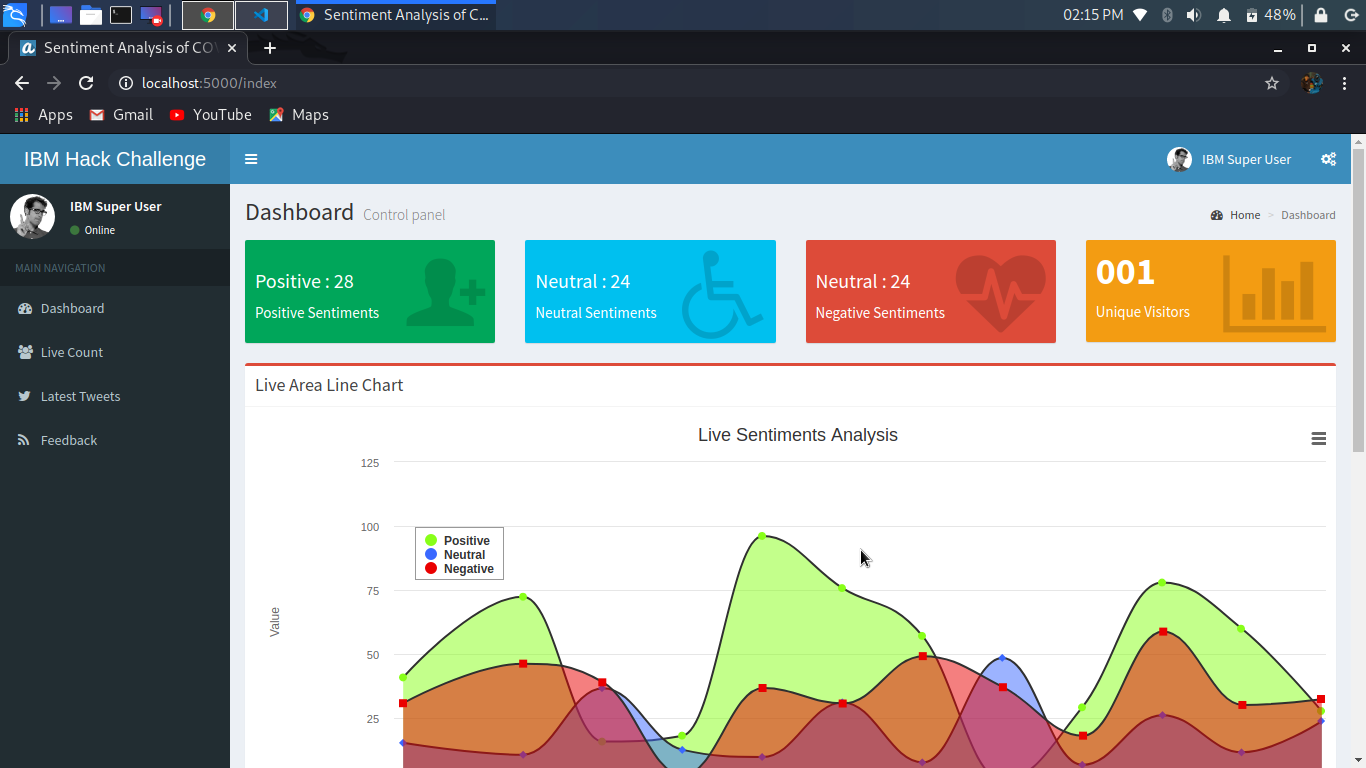 Sentiment Analysis of C...
02:15 PM
48%
Sentiment Analysis of CO
localhost:5000/index
Apps
Gmail
YouTube
Maps
IBM Hack Challenge
IBM Super User
IBM Super User
Online
MAIN NAVIGATION
Dashboard
Live Count
Latest Tweets
Feedback
Dashboard Control panel
Home > Dashboard
Positive : 28
Positive Sentiments
Neutral : 24
Neutral Sentiments
Neutral : 24
Negative Sentiments
001
Unique Visitors
Live Area Line Chart
Live Sentiments Analysis
125
100
75
50
25
Value
Positive
Neutral
Negative